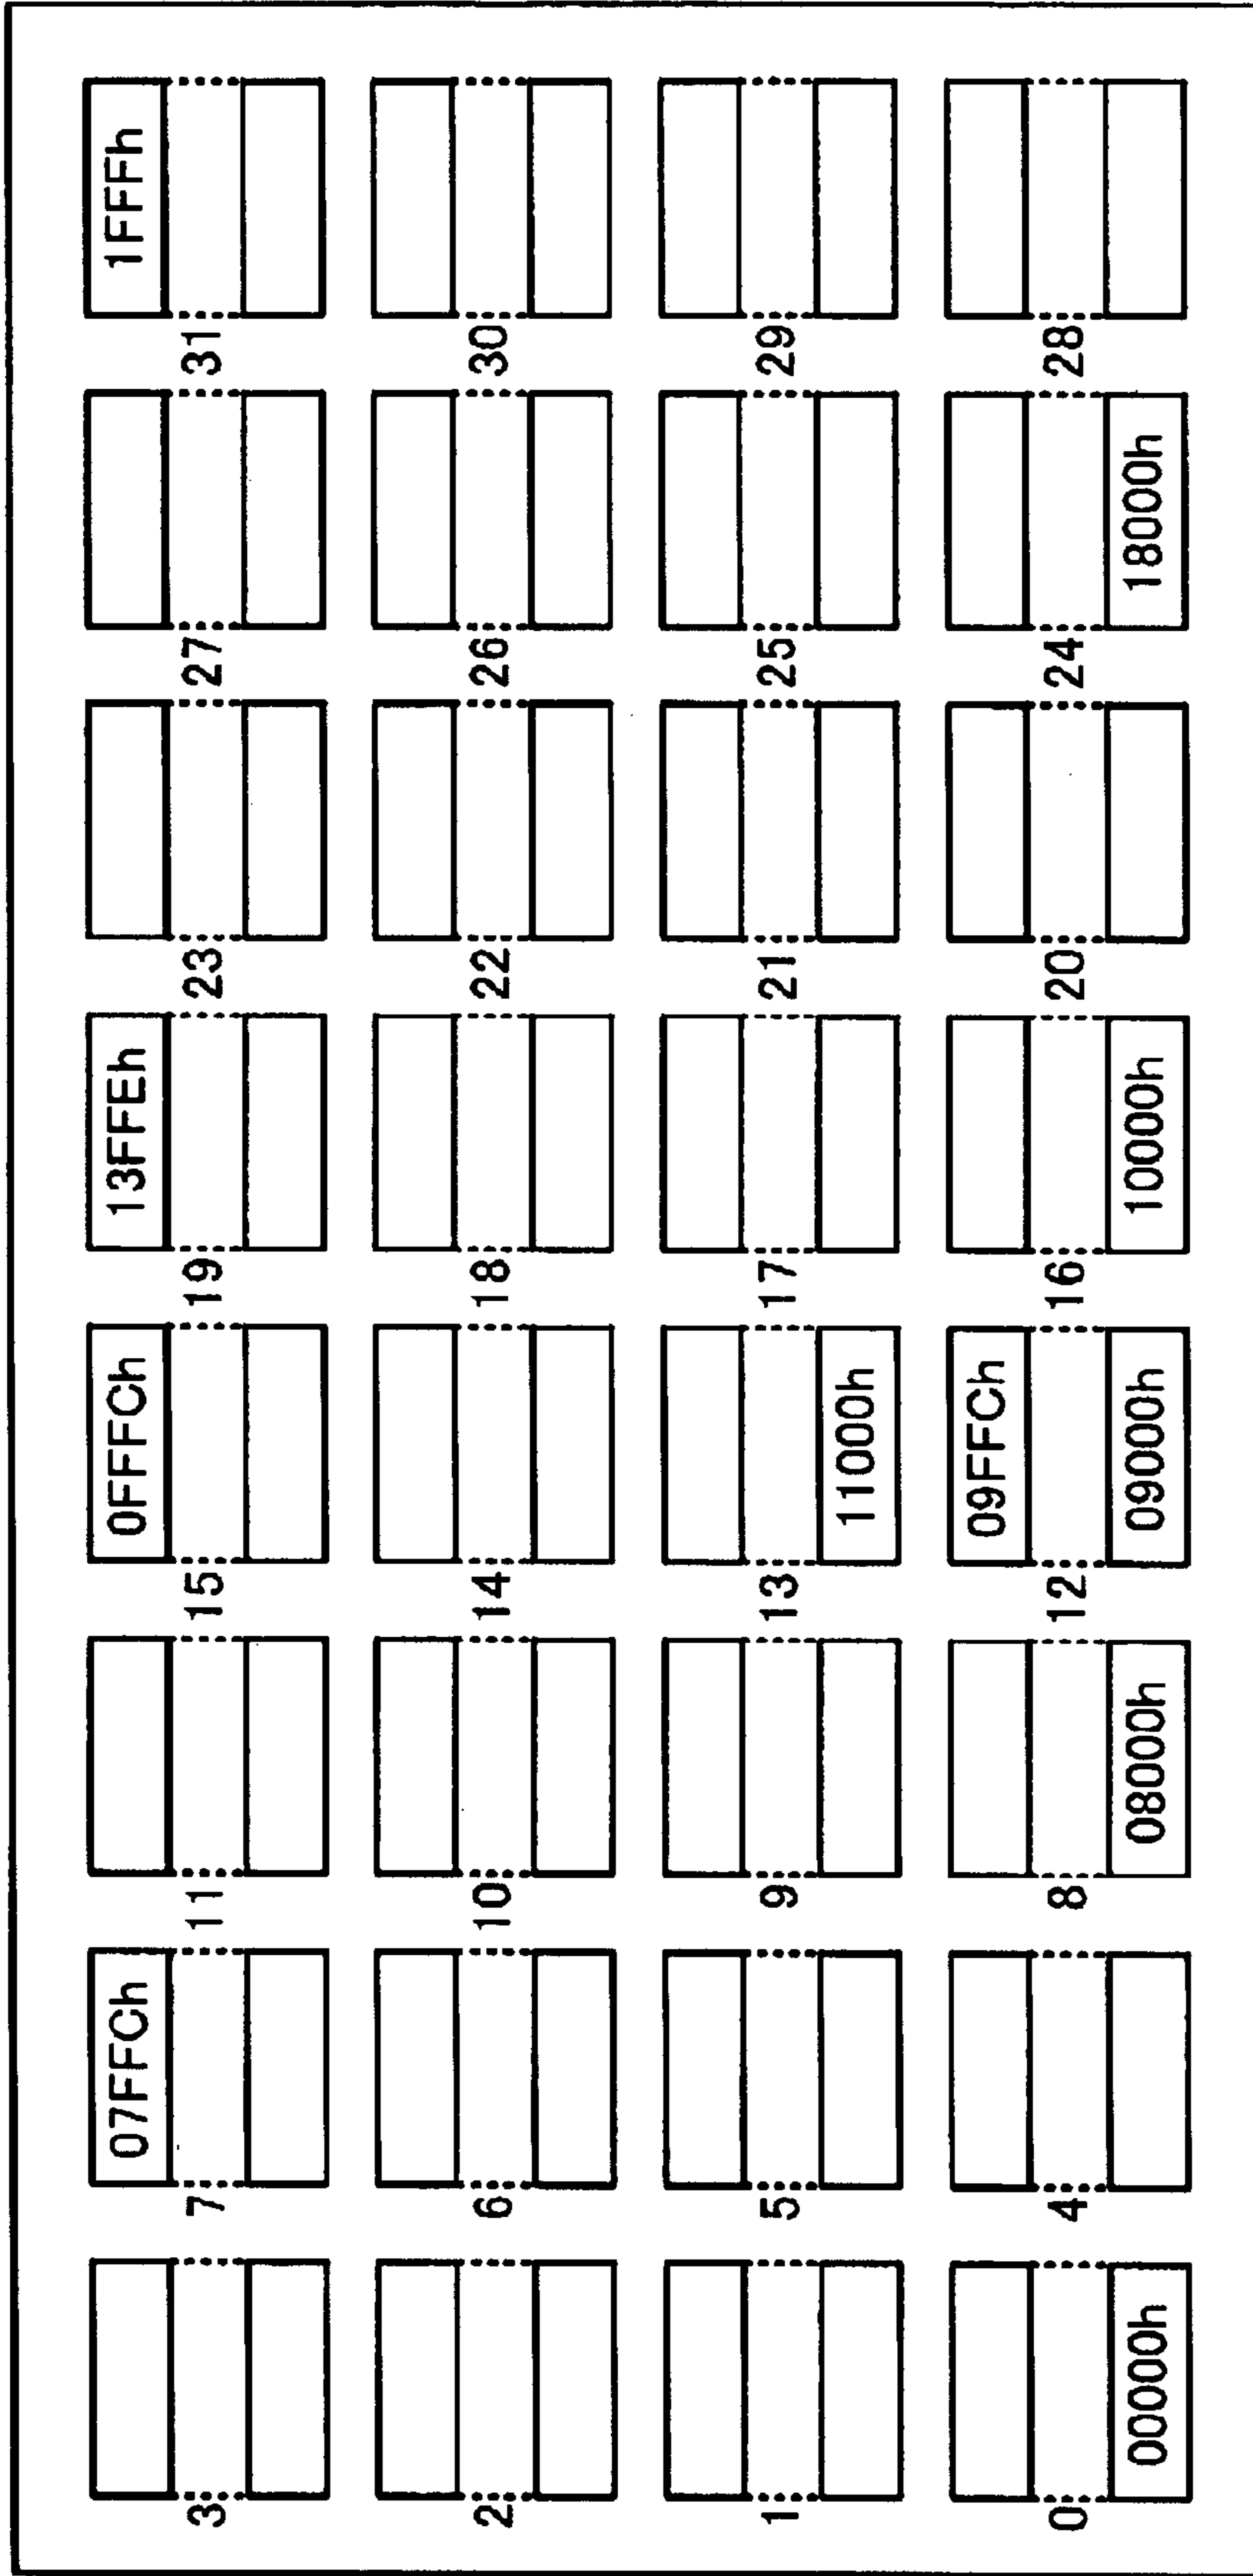 0 1 2 3
00000h
4 5 6 7
07FFCh
8 9 10 11
08000h
12 13 14 15
09000h 09FFCh 11000h 0FFFCh
16 17 18 19
10000h 13FFEh
20 21 22 23
24 25 26 27
18000h
28 29 30 31
1FFFh